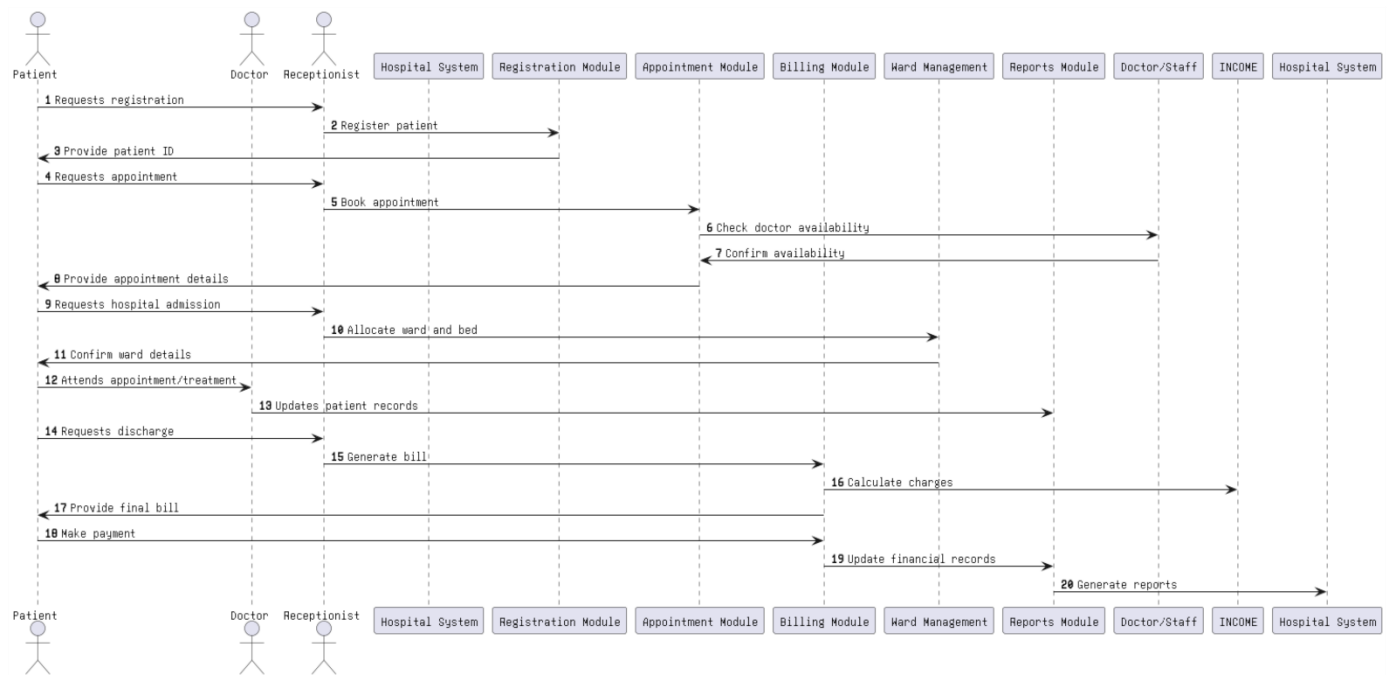 Patient
Doctor
Receptionist
Hospital System
Registration Module
Appointment Module
Billing Module
Ward Management
Reports Module
Doctor/Staff
INCOME
Hospital System
1 Requests registration
2 Register patient
3 Provide patient ID
4 Requests appointment
5 Book appointment
6 Check doctor availability
7 Confirm availability
8 Provide appointment details
9 Requests hospital admission
10 Allocate ward and bed
11 Confirm ward details
12 Attends appointment/treatment
13 Updates patient records
14 Requests discharge
15 Generate bill
16 Calculate charges
17 Provide final bill
18 Make payment
19 Update financial records
20 Generate reports
Patient
Doctor
Receptionist
Hospital System
Registration Module
Appointment Module
Billing Module
Ward Management
Reports Module
Doctor/Staff
INCOME
Hospital System